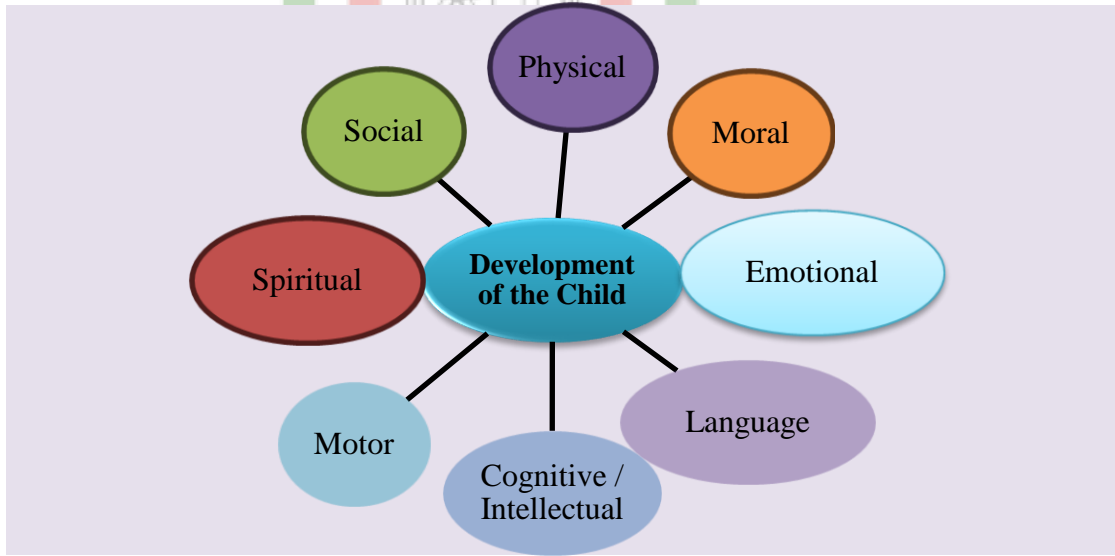 Physical
Social
Moral
Spiritual
Development
of the Child
Emotional
Motor
Language
Cognitive /
Intellectual